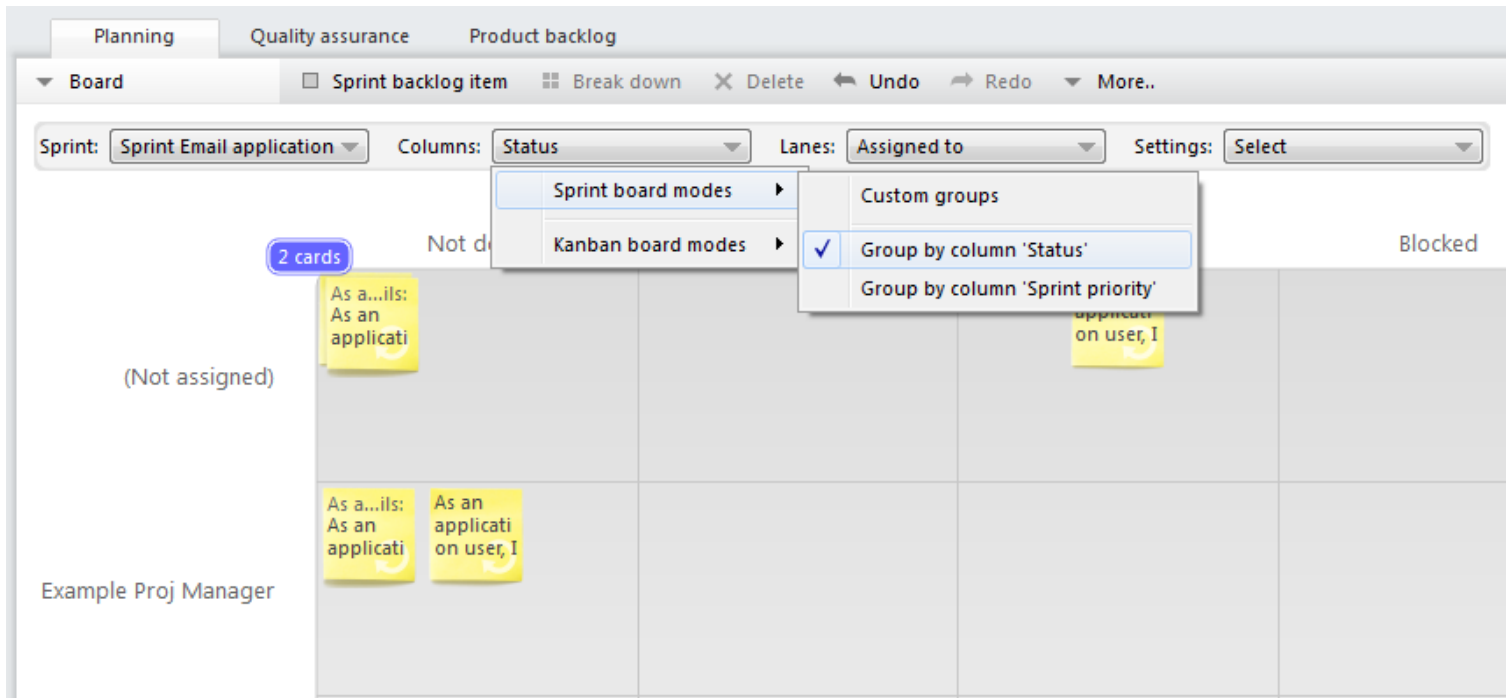 Planning Quality assurance Product backlog
Board Sprint backlog item Break down Delete Undo Redo More..
Sprint: Sprint Email application Columns: Status Lanes: Assigned to Settings: Select
Sprint board modes
Custom groups
Kanban board modes
Group by column 'Status'
Group by column 'Sprint priority'
Not d
Blocked
2 cards
As a...ils:
As an
applicati
applicati
on user, I
(Not assigned)
As a...ils:
As an
applicati
As an
applicati
on user, I
Example Proj Manager